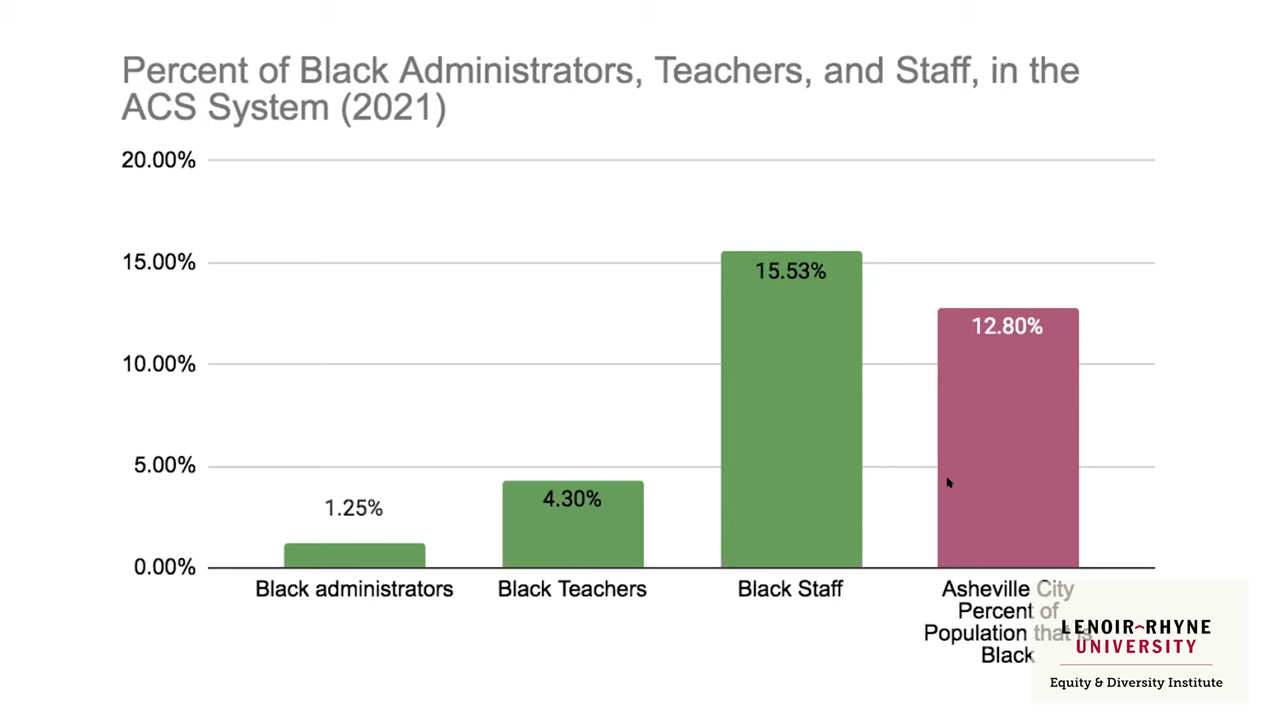 Percent of Black Administrators, Teachers, and Staff, in the
ACS System (2021)
20.00%
15.00%
10.00%
5.00%
0.00%
1.25%
4.30%
15.53%
12.80%
Black administrators
Black Teachers
Black Staff
Asheville City
Percent of
Population that is
Black
LENOIR-RHYNE
UNIVERSITY
Equity & Diversity Institute